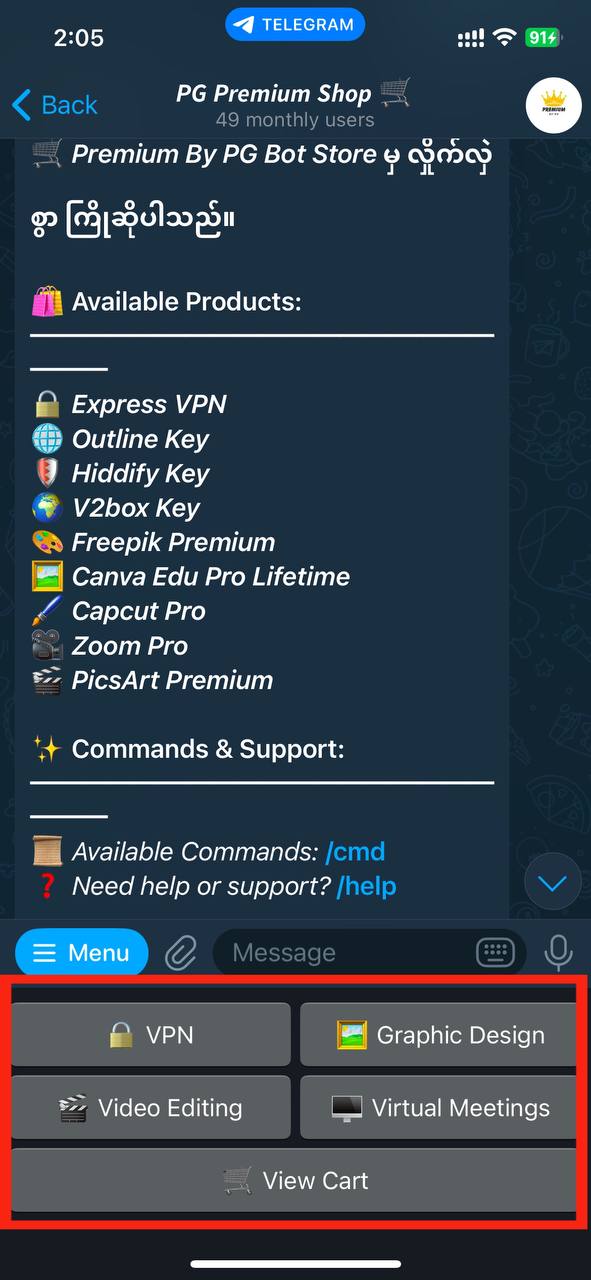 2:05
TELEGRAM
91
Back
PG Premium Shop 🛒
49 monthly users
PREMIUM
🛒 Premium By PG Bot Store မှ လှိုက်လှဲ
စွာ ကြိုဆိုပါသည်။
🛍️ Available Products:
🔒 Express VPN
🌐 Outline Key
🛡️ Hiddify Key
🌍 V2box Key
🎨 Freepik Premium
🖼️ Canva Edu Pro Lifetime
🖌️ Capcut Pro
🎥 Zoom Pro
🎬 PicsArt Premium
✨ Commands & Support:
📜 Available Commands: /cmd
❓ Need help or support? /help
Menu
Message
🔒 VPN
🖼️ Graphic Design
🎬 Video Editing
🖥️ Virtual Meetings
🛒 View Cart